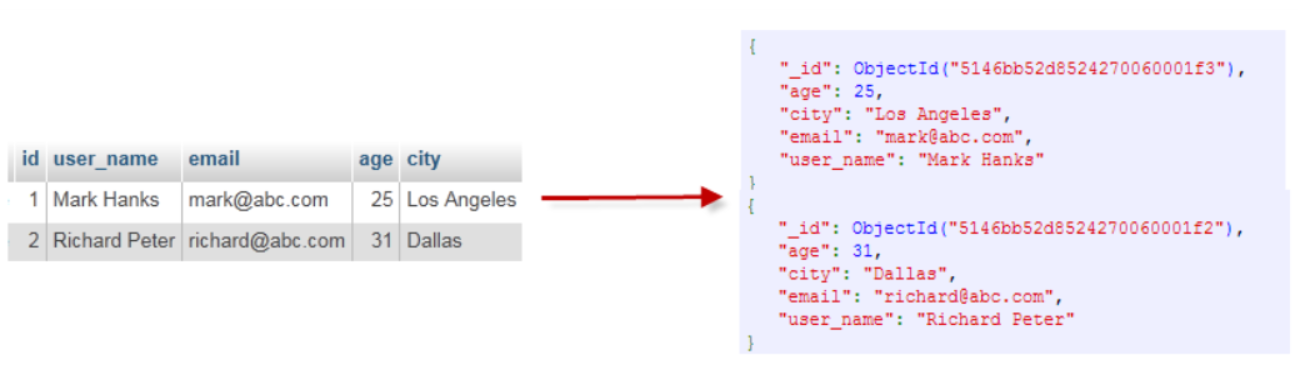 id user_name email age city
1 Mark Hanks mark@abc.com 25 Los Angeles
2 Richard Peter richard@abc.com 31 Dallas
{
"_id": ObjectId("5146bb52d8524270060001f3"),
"age": 25,
"city": "Los Angeles",
"email": "mark@abc.com",
"user_name": "Mark Hanks"
}
{
"_id": ObjectId("5146bb52d8524270060001f2"),
"age": 31,
"city": "Dallas",
"email": "richard@abc.com",
"user_name": "Richard Peter"
}